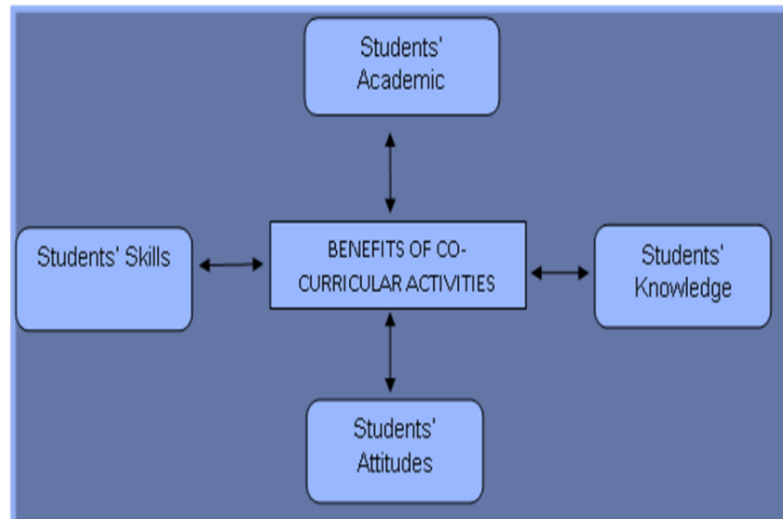 Students'
Academic
Students' Skills
BENEFITS OF CO-
CURRICULAR ACTIVITIES
Students'
Knowledge
Students'
Attitudes